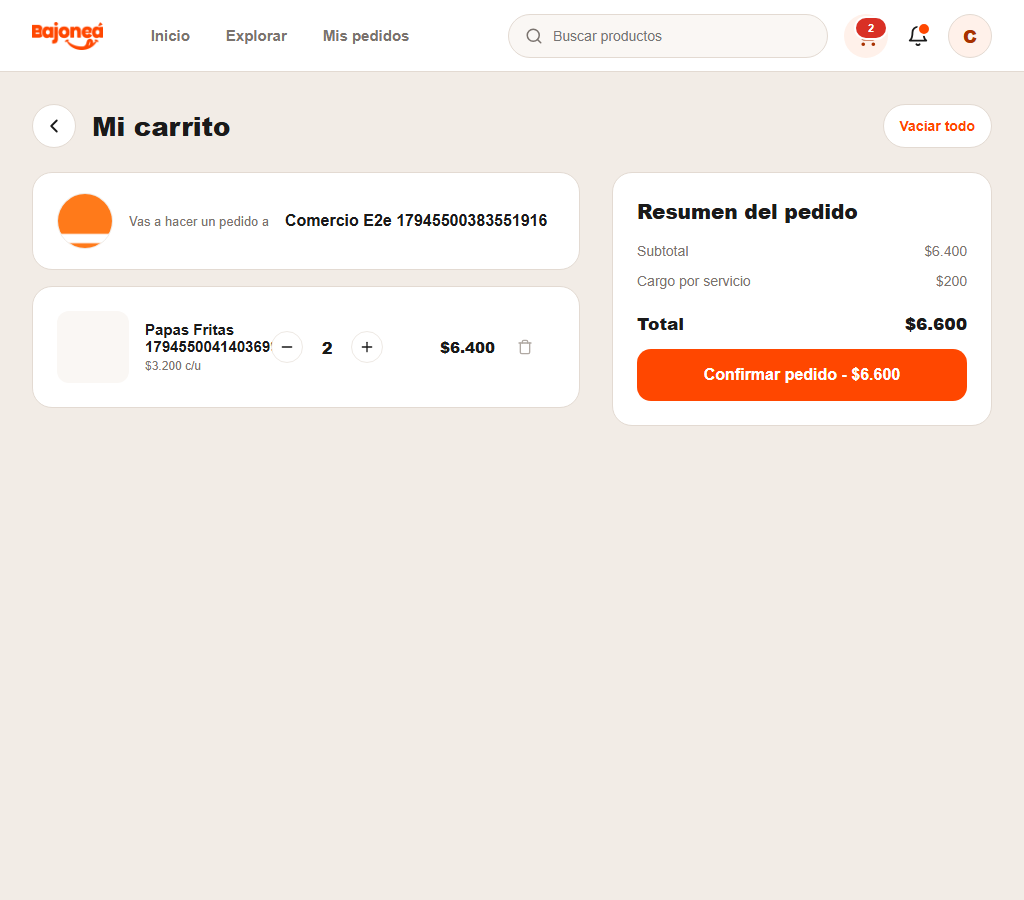 Bajoneá
Inicio
Explorar
Mis pedidos
Buscar productos
2
C
Mi carrito
Vaciar todo
Vas a hacer un pedido a
Comercio E2e 17945500383551916
Papas Fritas
$3.200 c/u
2
$6.400
Resumen del pedido
Subtotal
$6.400
Cargo por servicio
$200
Total
$6.600
Confirmar pedido - $6.600